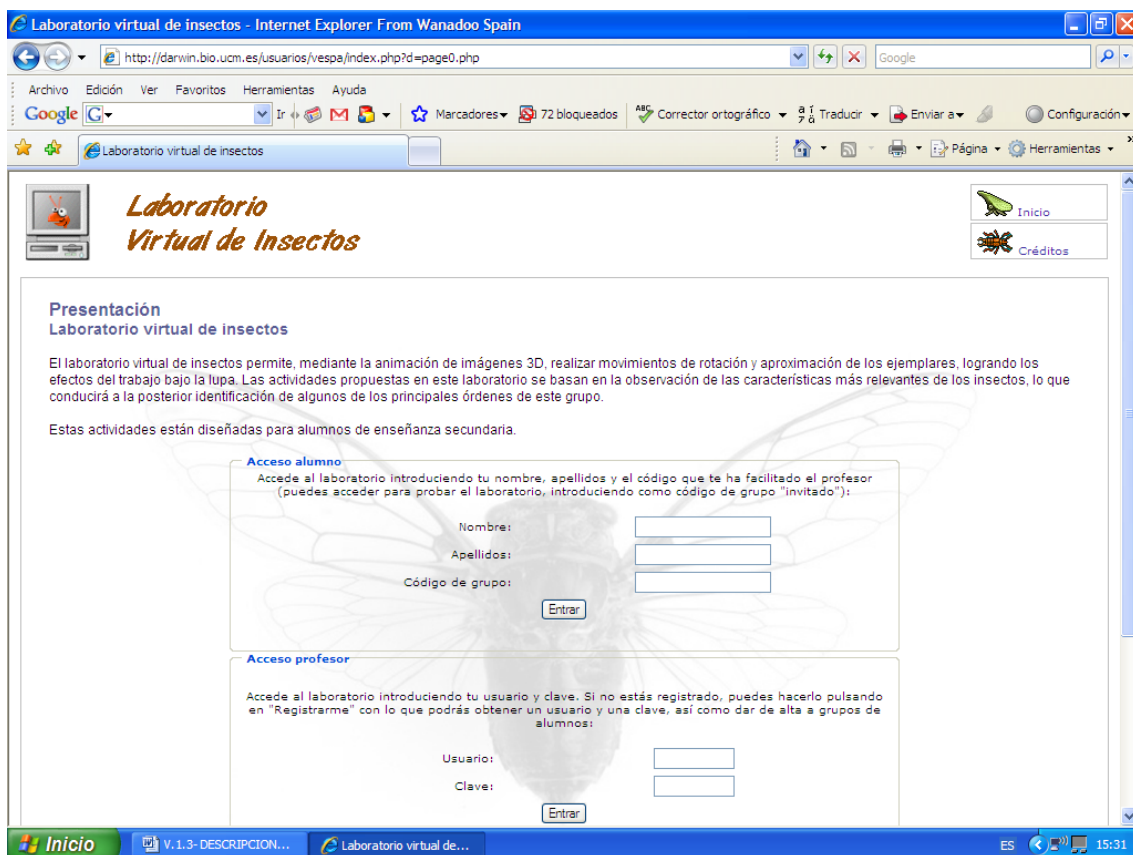 Laboratorio virtual de insectos - Internet Explorer From Wanadoo Spain
http://darwin.bio.ucm.es/usuarios/vespa/index.php?d=page0.php
Google
Archivo Edición Ver Favoritos Herramientas Ayuda
Google G Ir Marcadores 72 bloqueados ABC Corrector ortográfico Traducir Enviar a Configuración
Laboratorio virtual de insectos
Página Herramientas
Laboratorio
Virtual de Insectos
Inicio
Créditos
Presentación
Laboratorio virtual de insectos
El laboratorio virtual de insectos permite, mediante la animación de imágenes 3D, realizar movimientos de rotación y aproximación de los ejemplares, logrando los
efectos del trabajo bajo la lupa. Las actividades propuestas en este laboratorio se basan en la observación de las características más relevantes de los insectos, lo que
conducirá a la posterior identificación de algunos de los principales órdenes de este grupo.
Estas actividades están diseñadas para alumnos de enseñanza secundaria.
Acceso alumno
Accede al laboratorio introduciendo tu nombre, apellidos y el código que te ha facilitado el profesor
(puedes acceder para probar el laboratorio, introduciendo como código de grupo "invitado"):
Nombre:
Apellidos:
Código de grupo:
Entrar
Acceso profesor
Accede al laboratorio introduciendo tu usuario y clave. Si no estás registrado, puedes hacerlo pulsando
en "Registrarme" con lo que podrás obtener un usuario y una clave, así como dar de alta a grupos de
alumnos:
Usuario:
Clave:
Entrar
Inicio V.1.3- DESCRIPCION... Laboratorio virtual de... ES 15:31